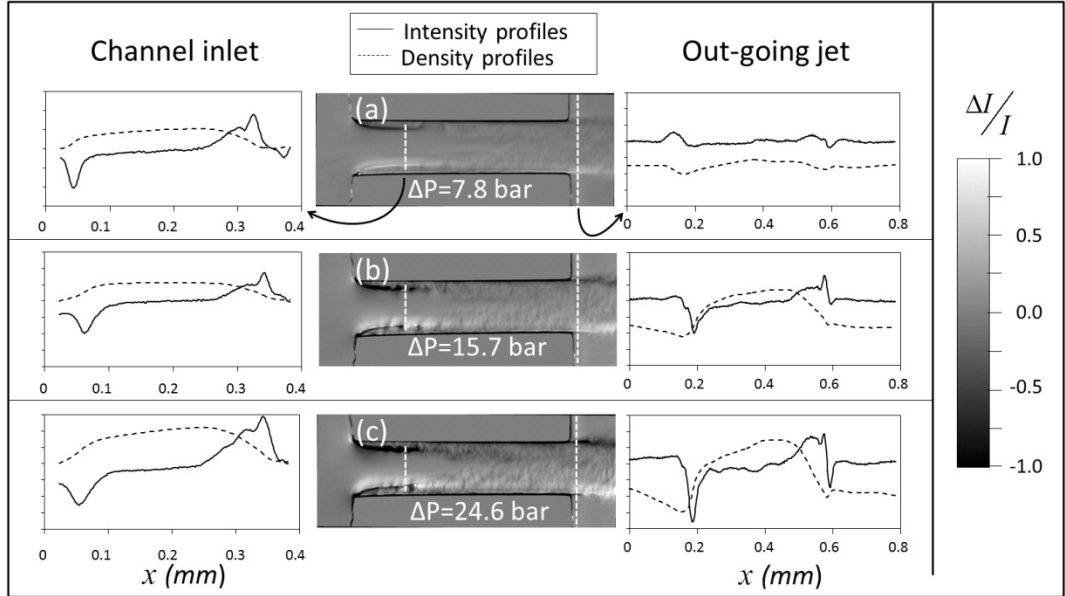 Channel inlet
Intensity profiles
Density profiles
Out-going jet
ΔI/I
(a)
ΔP=7.8 bar
0 0.1 0.2 0.3 0.4
0 0.2 0.4 0.6 0.8
(b)
ΔP=15.7 bar
0 0.1 0.2 0.3 0.4
0 0.2 0.4 0.6 0.8
(c)
ΔP=24.6 bar
0 0.1 0.2 0.3 0.4
0 0.2 0.4 0.6 0.8
x (mm)
x (mm)
1.0
0.5
0.0
-0.5
-1.0